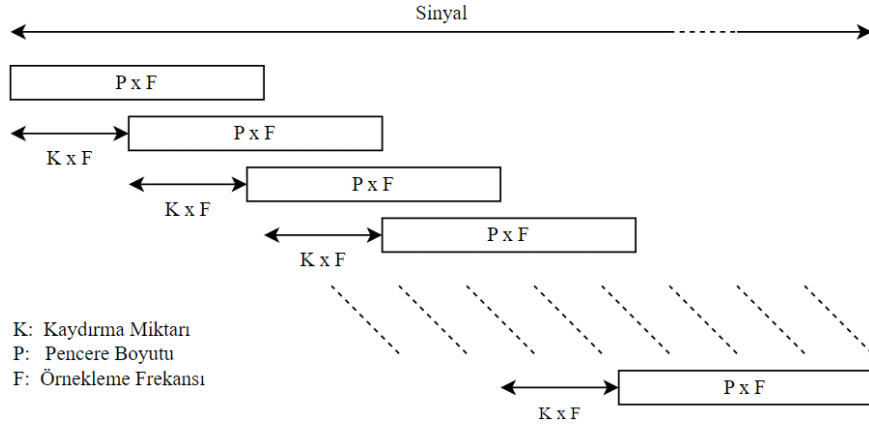 Sinyal
P x F
P x F
K x F
P x F
K x F
P x F
K x F
K: Kaydırma Miktarı
P: Pencere Boyutu
F: Örnekleme Frekansı
P x F
K x F